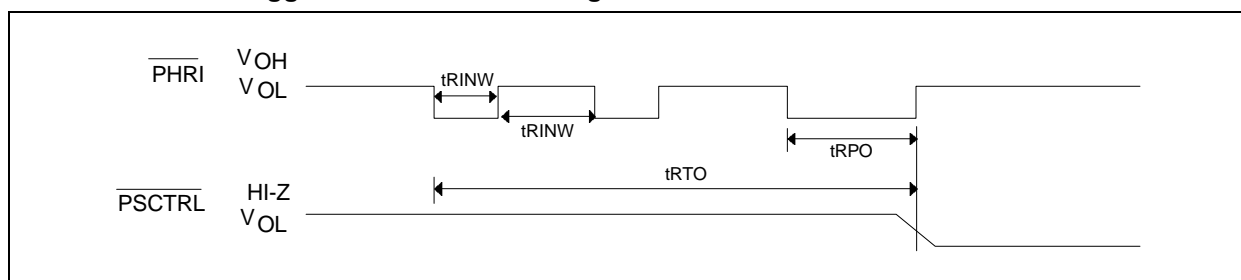 PHRI
VOH
VOL
tRINW
tRINW
tRPO
tRTO
PSCTRL
HI-Z
VOL